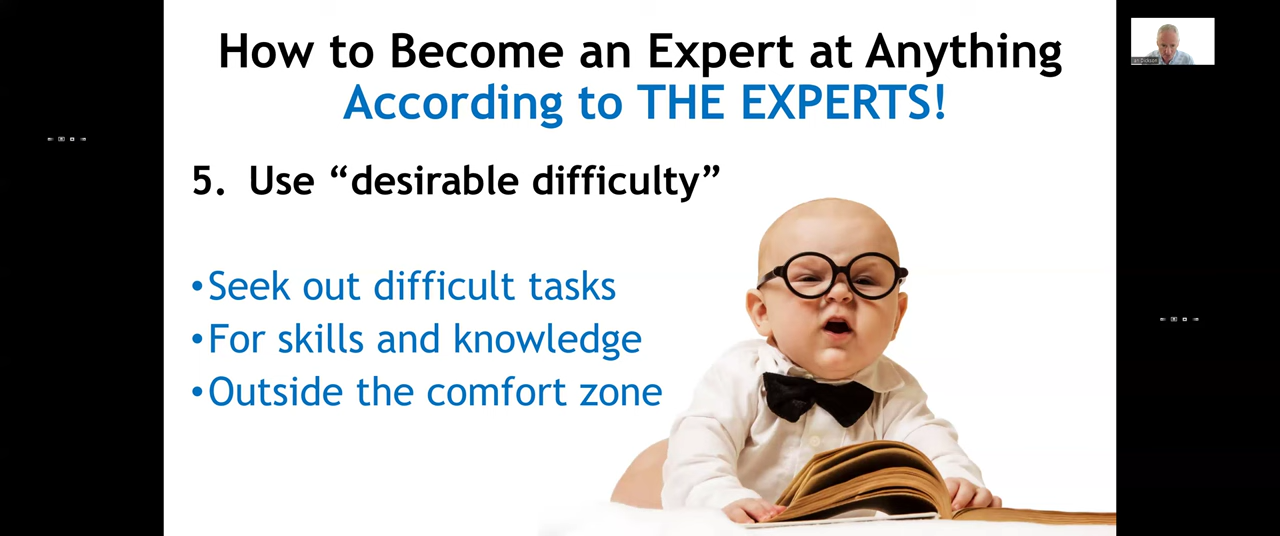 How to Become an Expert at Anything
According to THE EXPERTS!
5. Use “desirable difficulty”
•Seek out difficult tasks
•For skills and knowledge
•Outside the comfort zone